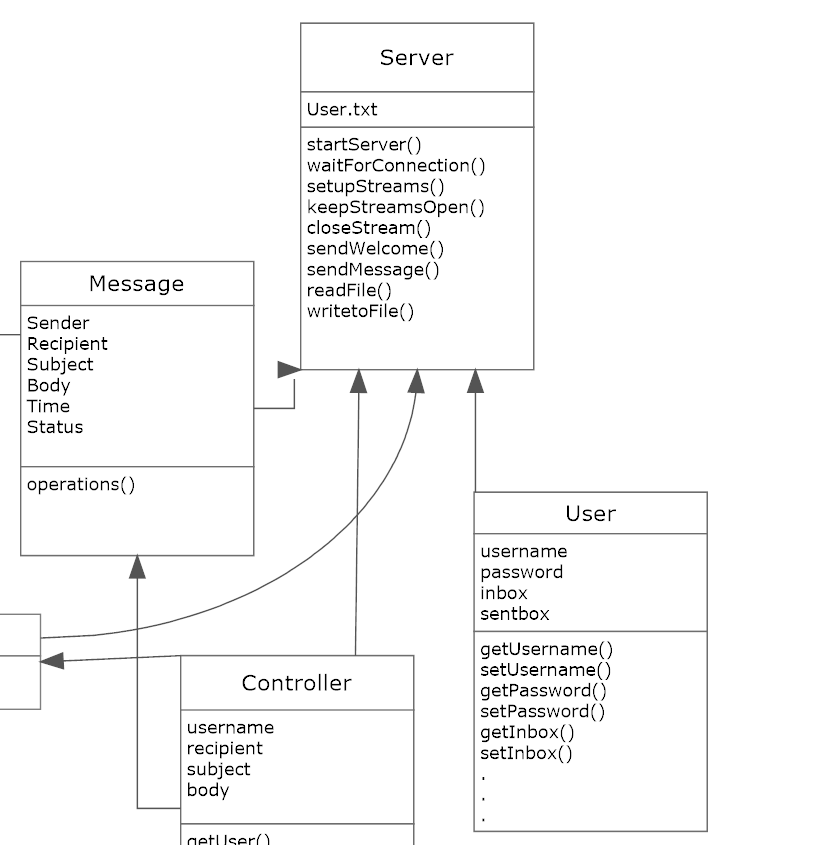 Server
User.txt
startServer()
waitForConnection()
setupStreams()
keepStreamsOpen()
closeStream()
sendWelcome()
sendMessage()
readFile()
writetoFile()
Message
Sender
Recipient
Subject
Body
Time
Status
operations()
User
username
password
inbox
sentbox
getUsername()
setUsername()
getPassword()
setPassword()
getInbox()
setInbox()
.
.
.
Controller
username
recipient
subject
body
getUser()